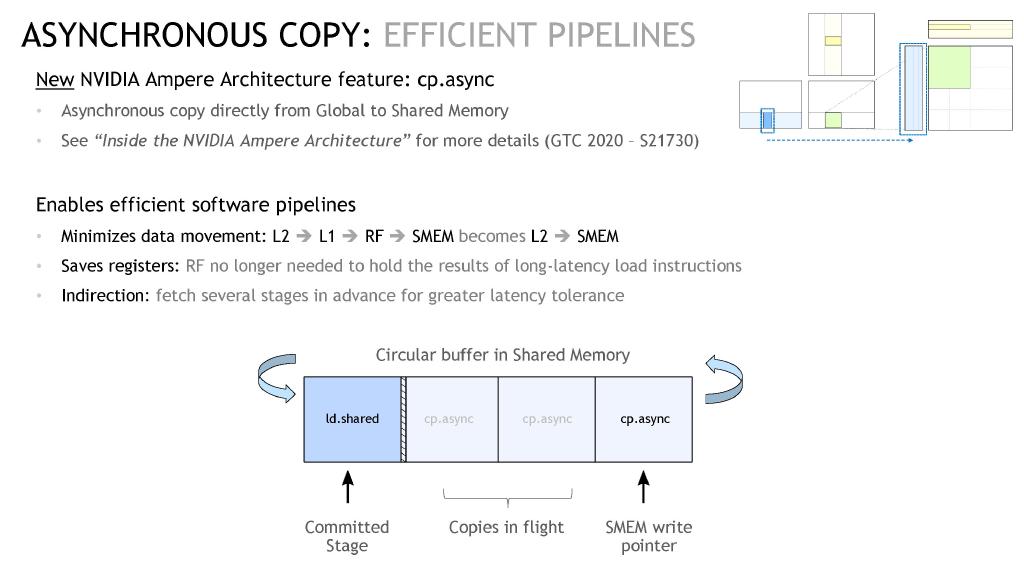 ASYNCHRONOUS COPY: EFFICIENT PIPELINES
New NVIDIA Ampere Architecture feature: cp.async
• Asynchronous copy directly from Global to Shared Memory
• See “Inside the NVIDIA Ampere Architecture” for more details (GTC 2020 – S21730)
Enables efficient software pipelines
• Minimizes data movement: L2 ➔ L1 ➔ RF ➔ SMEM becomes L2 ➔ SMEM
• Saves registers: RF no longer needed to hold the results of long-latency load instructions
• Indirection: fetch several stages in advance for greater latency tolerance
Circular buffer in Shared Memory
ld.shared cp.async cp.async cp.async
Committed
Stage
Copies in flight
SMEM write
pointer